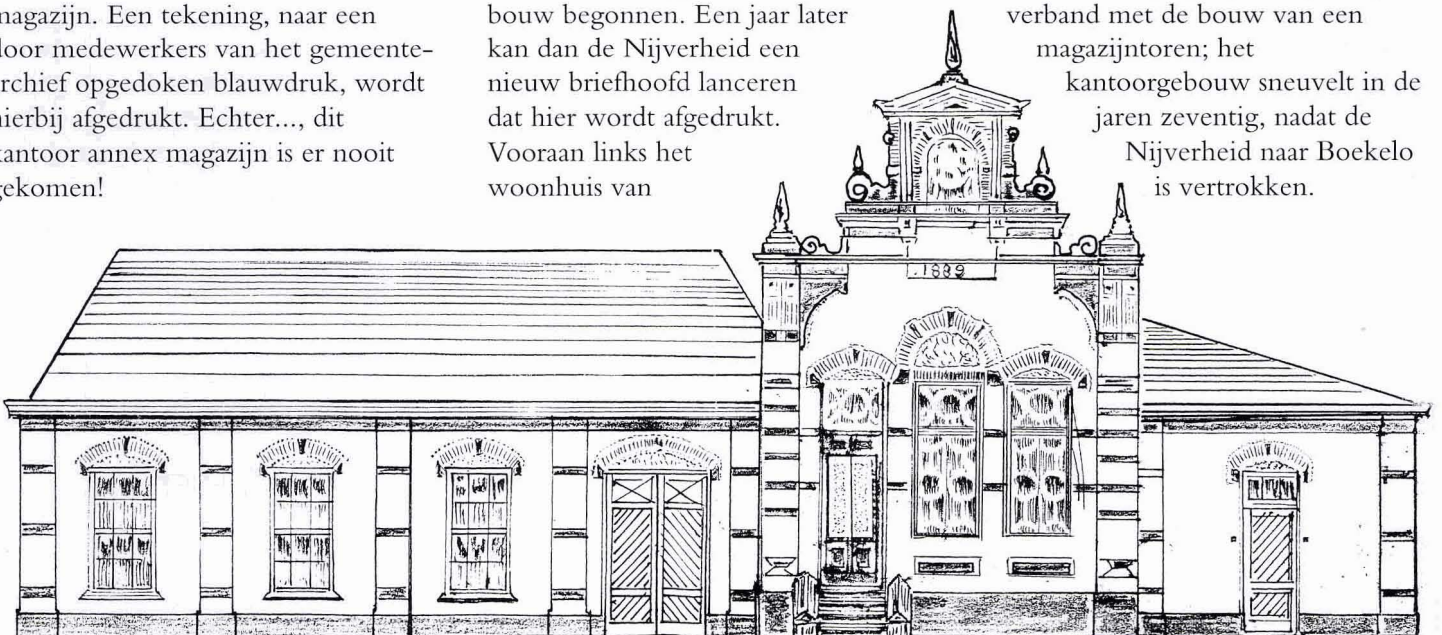 magazijn. Een tekening, naar een
door medewerkers van het gemeente-
rchief opgedoken blauwdruk, wordt
hierbij afgedrukt. Echter..., dit
kantoor annex magazijn is er nooit
gekomen!
bouw begonnen. Een jaar later
kan dan de Nijverheid een
nieuw briefhoofd lanceren
dat hier wordt afgedrukt.
Vooraan links het
woonhuis van
verband met de bouw van een
magazijntoren; het
kantoorgebouw sneuvelt in de
jaren zeventig, nadat de
Nijverheid naar Boekelo
is vertrokken.
1889